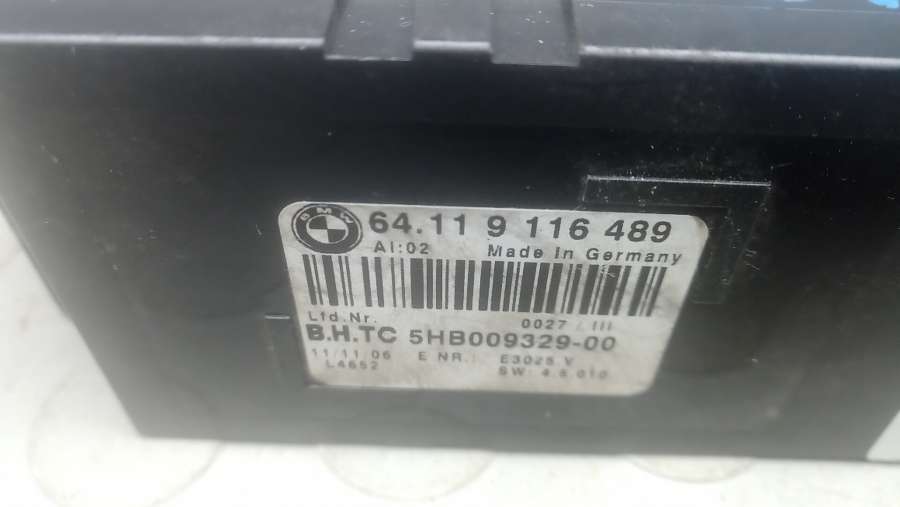 BMW
64.11 9 116 489
AI:02 Made in Germany
Lfd.Nr. 0027 / III
B.H.TC 5HB009329-00
11/11/06 E NR.: E3025 V
L4652 SW: 4.5.010